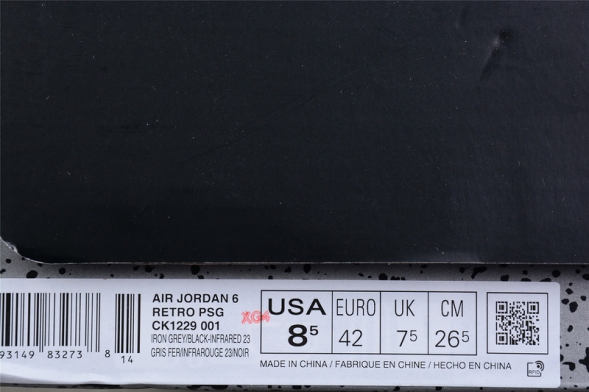 AIR JORDAN 6
RETRO PSG
CK1229 001
IRON GREY/BLACK-INFRARED 23
GRIS FER/INFRAROUGE 23/NOIR
XGA
USA EURO UK CM
8⁵ 42 7⁵ 26⁵
93149 83273 8 14
MADE IN CHINA / FABRIQUE EN CHINE / HECHO EN CHINA